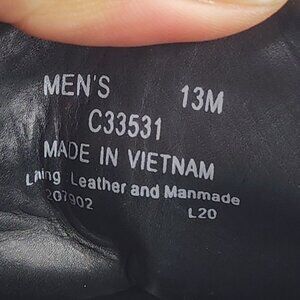 MEN'S 13M
C33531
MADE IN VIETNAM
Lining: Leather and Manmade
207902 L20